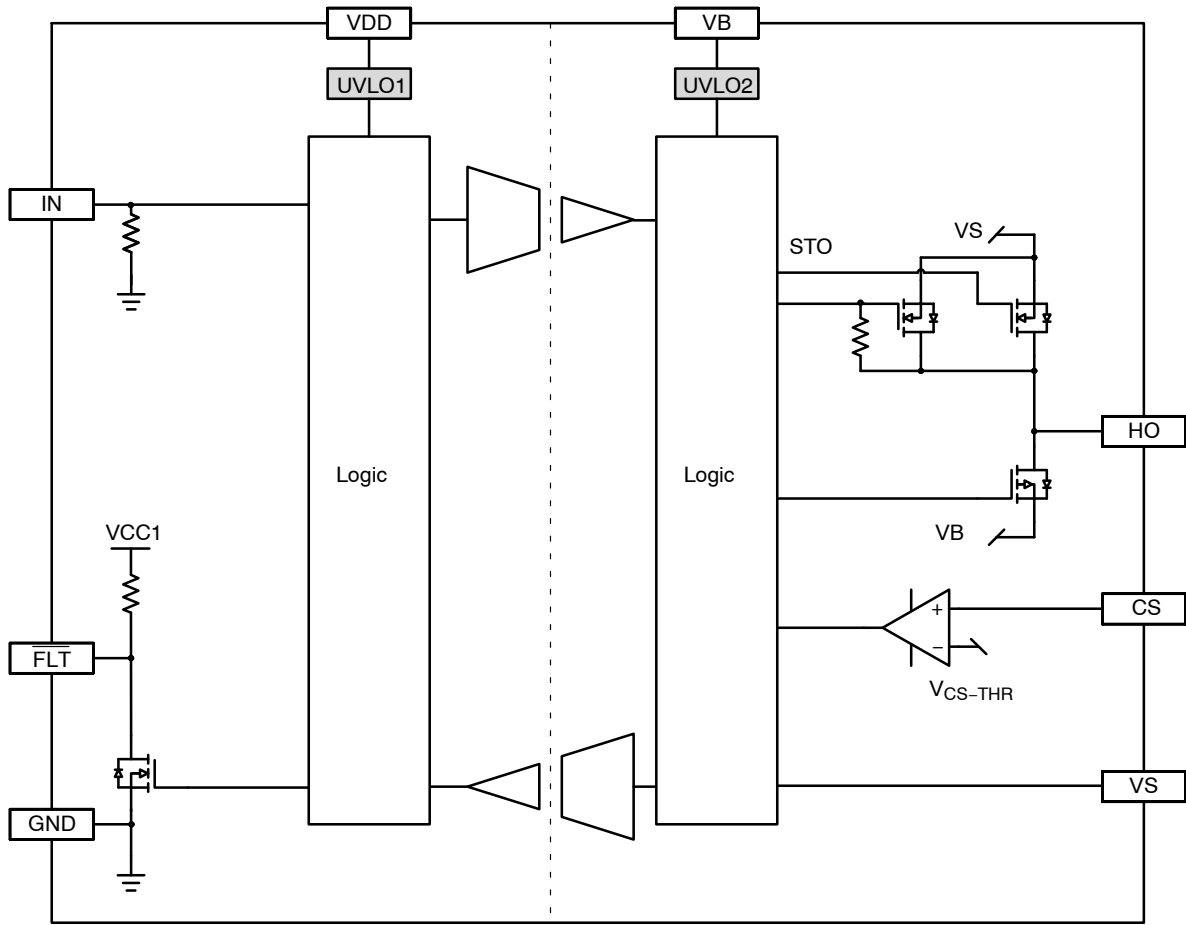 VDD
VB
UVLO1
UVLO2
IN
VS
STO
HO
Logic
Logic
VCC1
VB
+
CS
FLT
−
VCS−THR
VS
GND